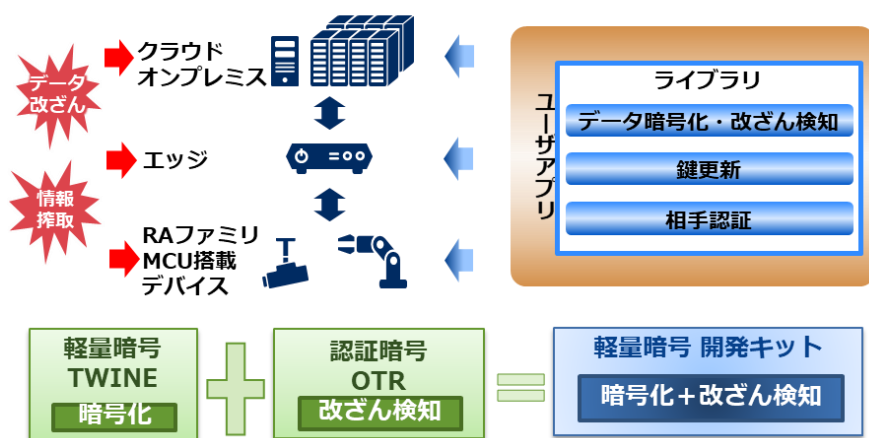 データ
改ざん
情報
搾取
クラウド
オンプレミス
エッジ
RAファミリ
MCU搭載
デバイス
ユーザアプリ
ライブラリ
データ暗号化・改ざん検知
鍵更新
相手認証
軽量暗号
TWINE
暗号化
認証暗号
OTR
改ざん検知
軽量暗号 開発キット
暗号化＋改ざん検知